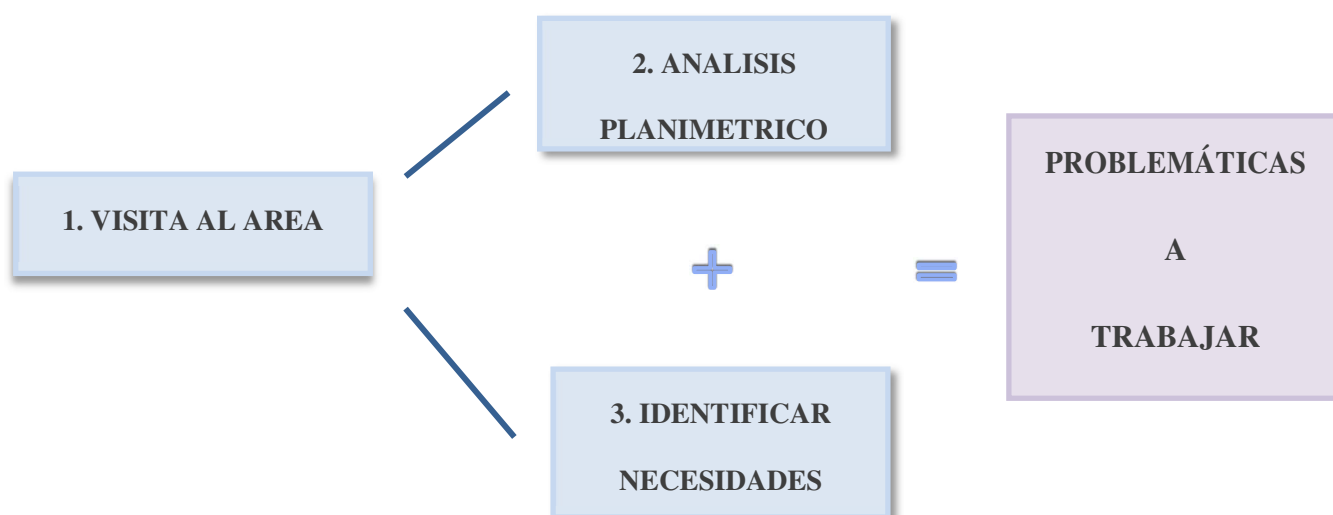 1. VISITA AL AREA
2. ANALISIS
PLANIMETRICO
+
=
3. IDENTIFICAR
NECESIDADES
PROBLEMÁTICAS
A
TRABAJAR